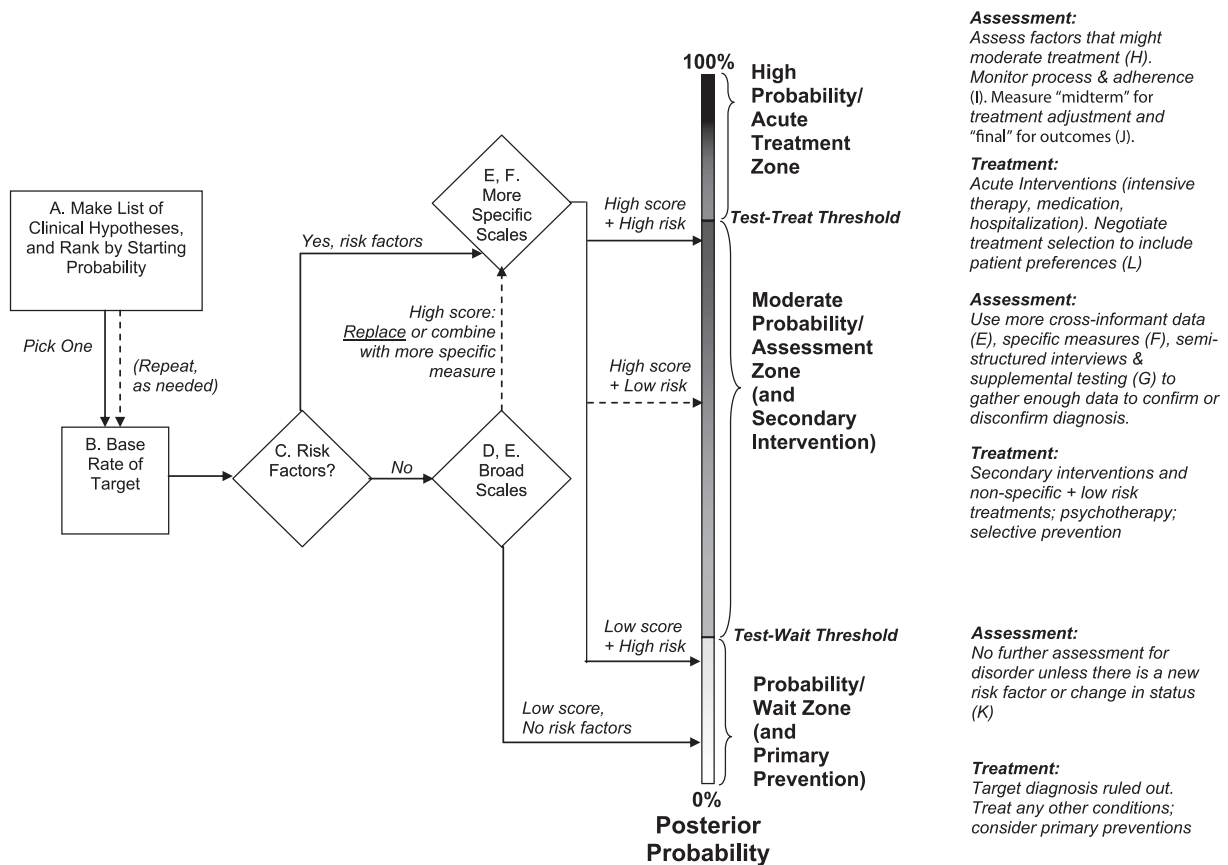 A. Make List of
Clinical Hypotheses,
and Rank by Starting
Probability
Pick One
(Repeat,
as needed)
B. Base
Rate of
Target
C. Risk
Factors?
Yes, risk factors
No
D, E.
Broad
Scales
High score:
Replace or combine
with more specific
measure
E, F.
More
Specific
Scales
High score
+ High risk
High score
+ Low risk
Low score
+ High risk
Low score,
No risk factors
100%
0%
Posterior
Probability
High
Probability/
Acute
Treatment
Zone
Test-Treat Threshold
Moderate
Probability/
Assessment
Zone
(and
Secondary
Intervention)
Test-Wait Threshold
Probability/
Wait Zone
(and
Primary
Prevention)
Assessment:
Assess factors that might
moderate treatment (H).
Monitor process & adherence
(I). Measure “midterm” for
treatment adjustment and
“final” for outcomes (J).
Treatment:
Acute Interventions (intensive
therapy, medication,
hospitalization). Negotiate
treatment selection to include
patient preferences (L)
Assessment:
Use more cross-informant data
(E), specific measures (F), semi-
structured interviews &
supplemental testing (G) to
gather enough data to confirm or
disconfirm diagnosis.
Treatment:
Secondary interventions and
non-specific + low risk
treatments; psychotherapy;
selective prevention
Assessment:
No further assessment for
disorder unless there is a new
risk factor or change in status
(K)
Treatment:
Target diagnosis ruled out.
Treat any other conditions;
consider primary preventions